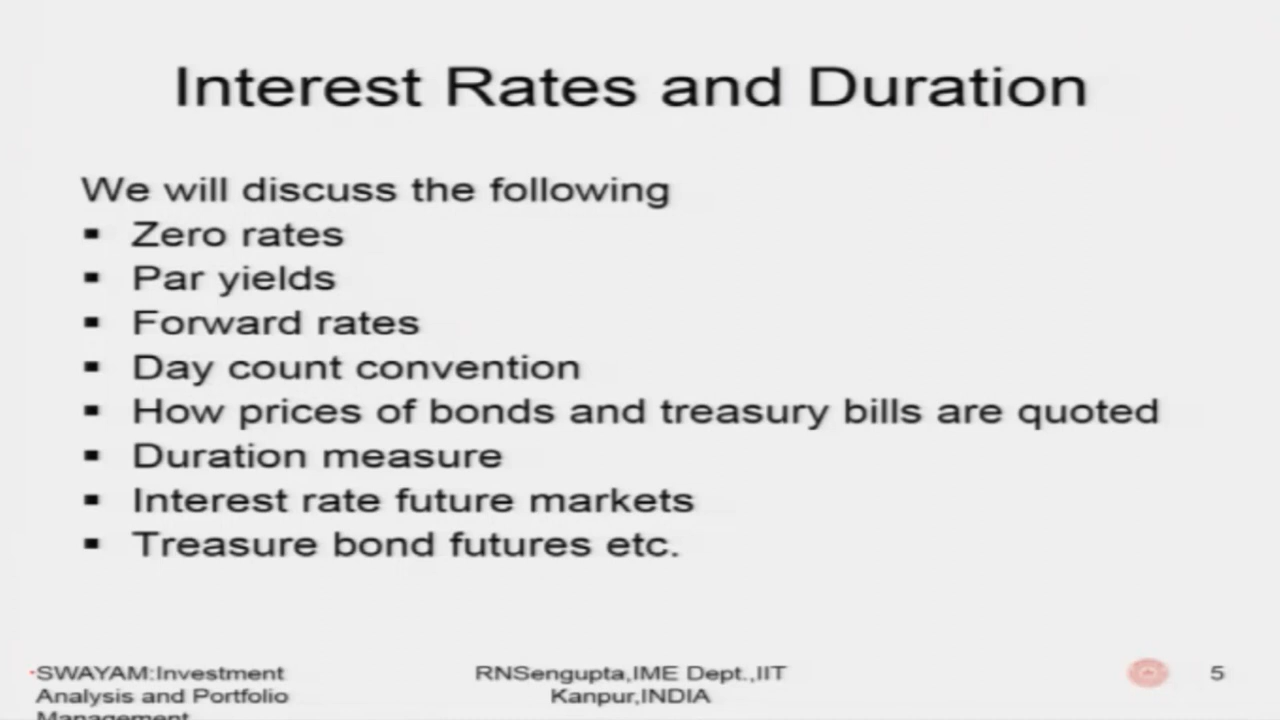 Interest Rates and Duration
We will discuss the following
▪ Zero rates
▪ Par yields
▪ Forward rates
▪ Day count convention
▪ How prices of bonds and treasury bills are quoted
▪ Duration measure
▪ Interest rate future markets
▪ Treasure bond futures etc.
SWAYAM:Investment
Analysis and Portfolio
Management
RNSengupta,IME Dept.,IIT
Kanpur,INDIA
5